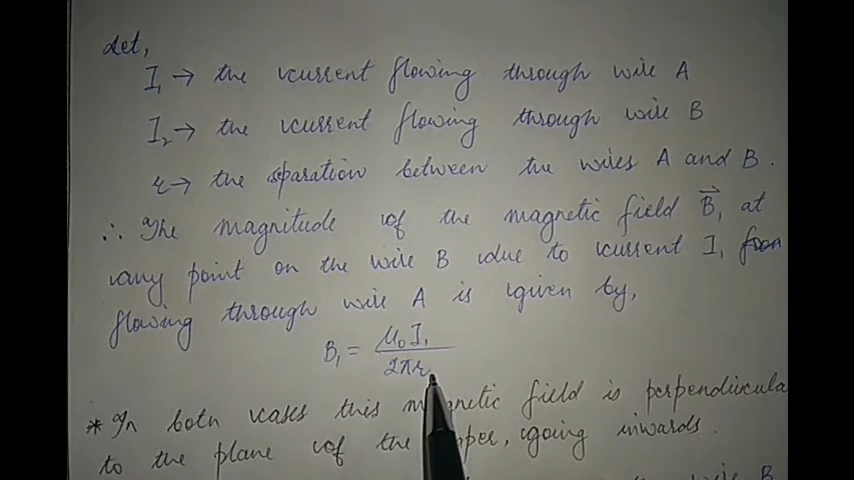 Let,
I₁ → the current flowing through wire A
I₂ → the current flowing through wire B
r → the sparation between the wires A and B.
∴ The magnitude of the magnetic field B⃗₁ at
any point on the wire B due to current I₁
flowing through wire A is given by,
B₁ = μ₀I₁ / 2πr
* In both cases this magnetic field is perpendicula
to the plane of the paper, going inwards.
wire B